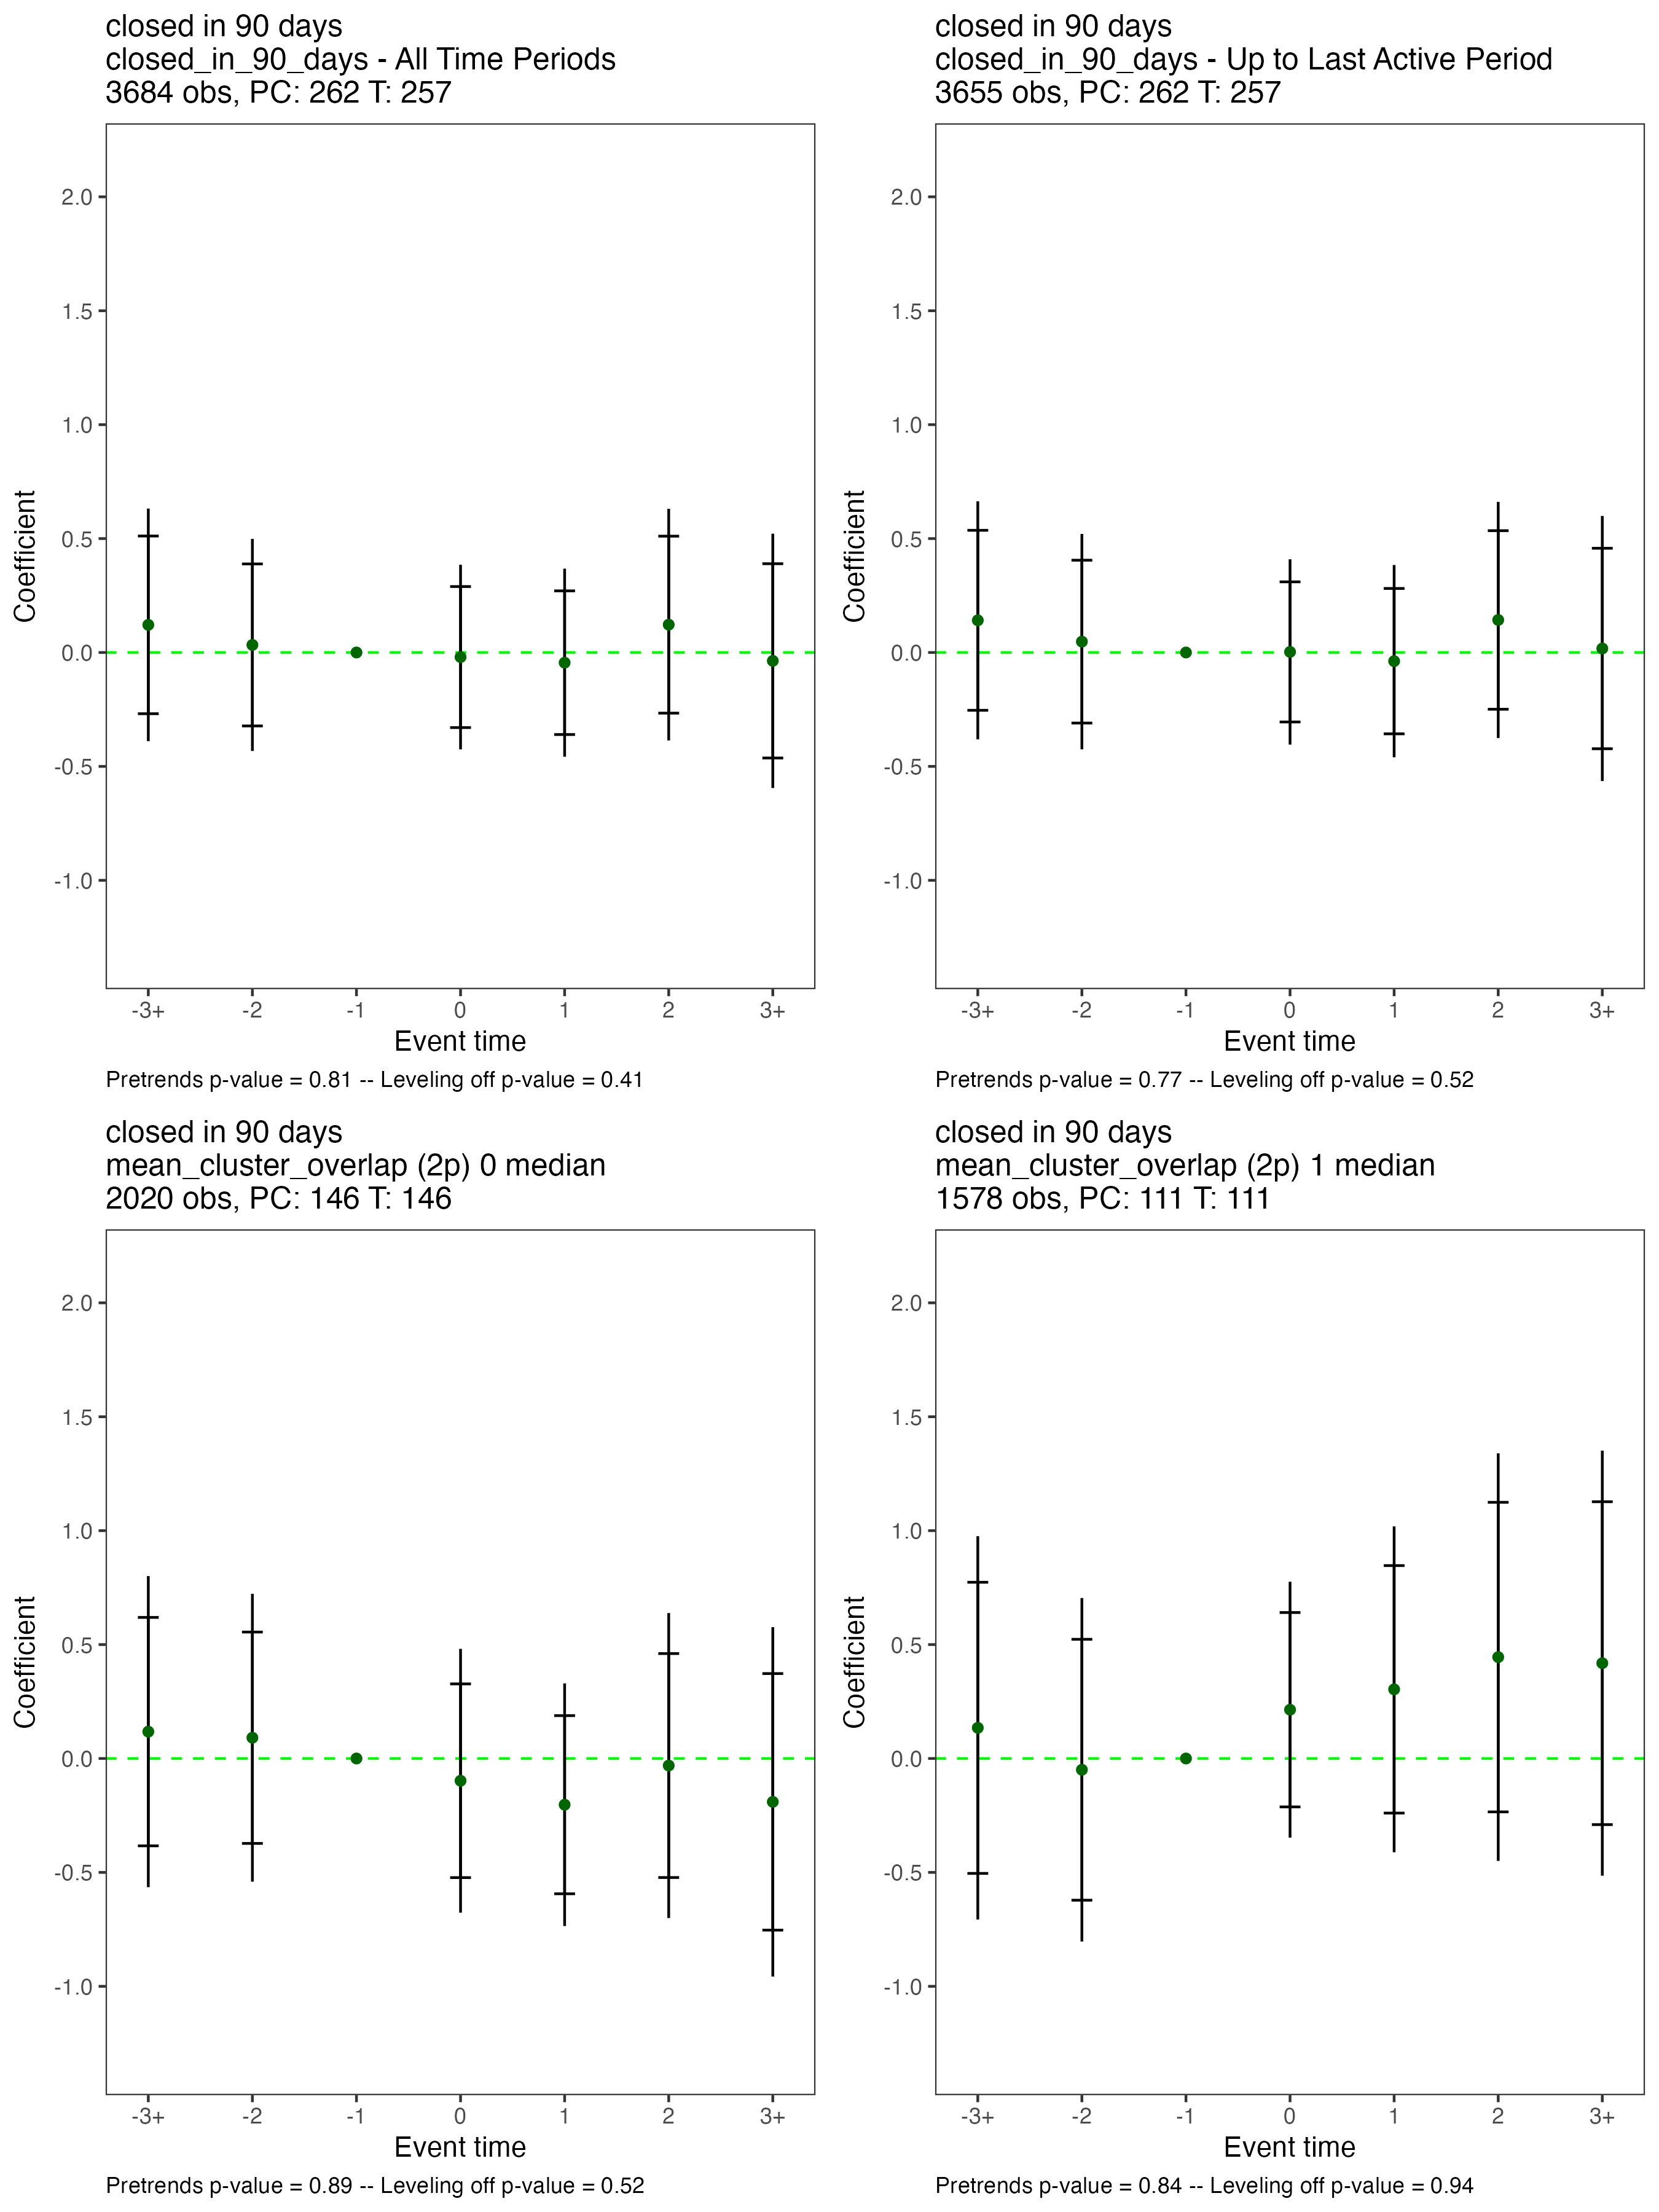 closed in 90 days
closed_in_90_days - All Time Periods
3684 obs, PC: 262 T: 257
Coefficient
2.0
1.5
1.0
0.5
0.0
-0.5
-1.0
-3+ -2 -1 0 1 2 3+
Event time
Pretrends p-value = 0.81 -- Leveling off p-value = 0.41
closed in 90 days
closed_in_90_days - Up to Last Active Period
3655 obs, PC: 262 T: 257
Coefficient
2.0
1.5
1.0
0.5
0.0
-0.5
-1.0
-3+ -2 -1 0 1 2 3+
Event time
Pretrends p-value = 0.77 -- Leveling off p-value = 0.52
closed in 90 days
mean_cluster_overlap (2p) 0 median
2020 obs, PC: 146 T: 146
Coefficient
2.0
1.5
1.0
0.5
0.0
-0.5
-1.0
-3+ -2 -1 0 1 2 3+
Event time
Pretrends p-value = 0.89 -- Leveling off p-value = 0.52
closed in 90 days
mean_cluster_overlap (2p) 1 median
1578 obs, PC: 111 T: 111
Coefficient
2.0
1.5
1.0
0.5
0.0
-0.5
-1.0
-3+ -2 -1 0 1 2 3+
Event time
Pretrends p-value = 0.84 -- Leveling off p-value = 0.94